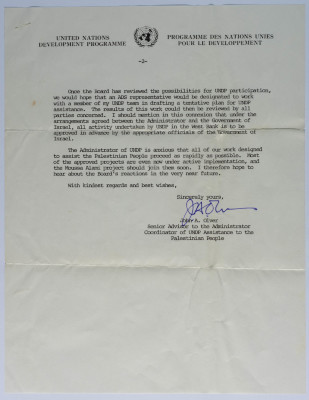 UNITED NATIONS
DEVELOPMENT PROGRAMME
PROGRAMME DES NATIONS UNIES
POUR LE DEVELOPPEMENT
-2-
Once the Board has reviewed the possibilities for UNDP participation,
we would hope that an ADS representative would be designated to work
with a member of my UNDP team in drafting a tentative plan for UNDP
assistance. The results of this work could then be reviewed by all
parties concerned. I should mention in this connexion that under the
arrangements agreed between the Administrator and the Government of
Israel, all activity undertaken by UNDP in the West Bank is to be
approved in advance by the appropriate officials of the Government of
Israel.
The Administrator of UNDP is anxious that all of our work designed
to assist the Palestinian People proceed as rapidly as possible. Most
of the approved projects are even now under active implementation, and
the Moussa Alami project should join them soon. I therefore hope to
hear about the Board's reactions in the very near future.
With kindest regards and best wishes,
Sincerely yours,
John A. Olver
Senior Advisor to the Administrator
Coordinator of UNDP Assistance to the
Palestinian People